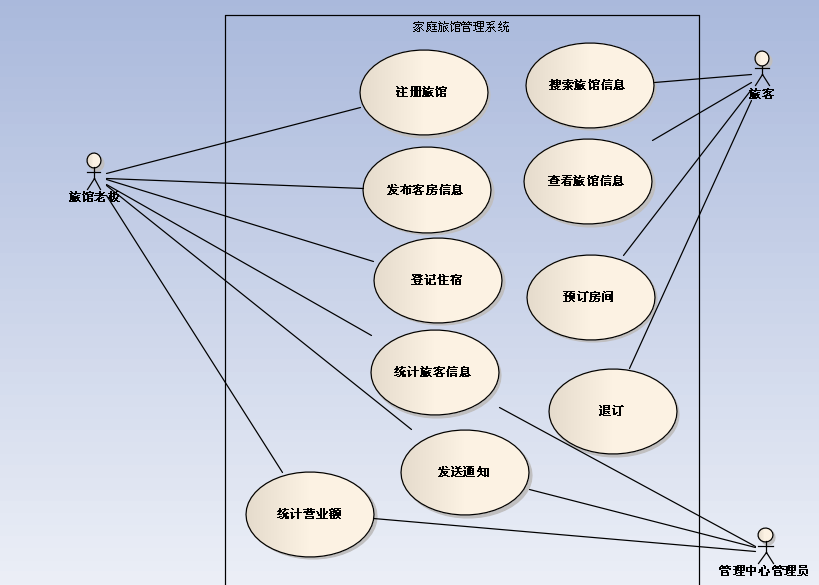 家庭旅馆管理系统
注册旅馆
搜索旅馆信息
旅客
发布客房信息
查看旅馆信息
旅馆老板
登记住宿
预订房间
统计旅客信息
退订
发送通知
统计营业额
管理中心管理员